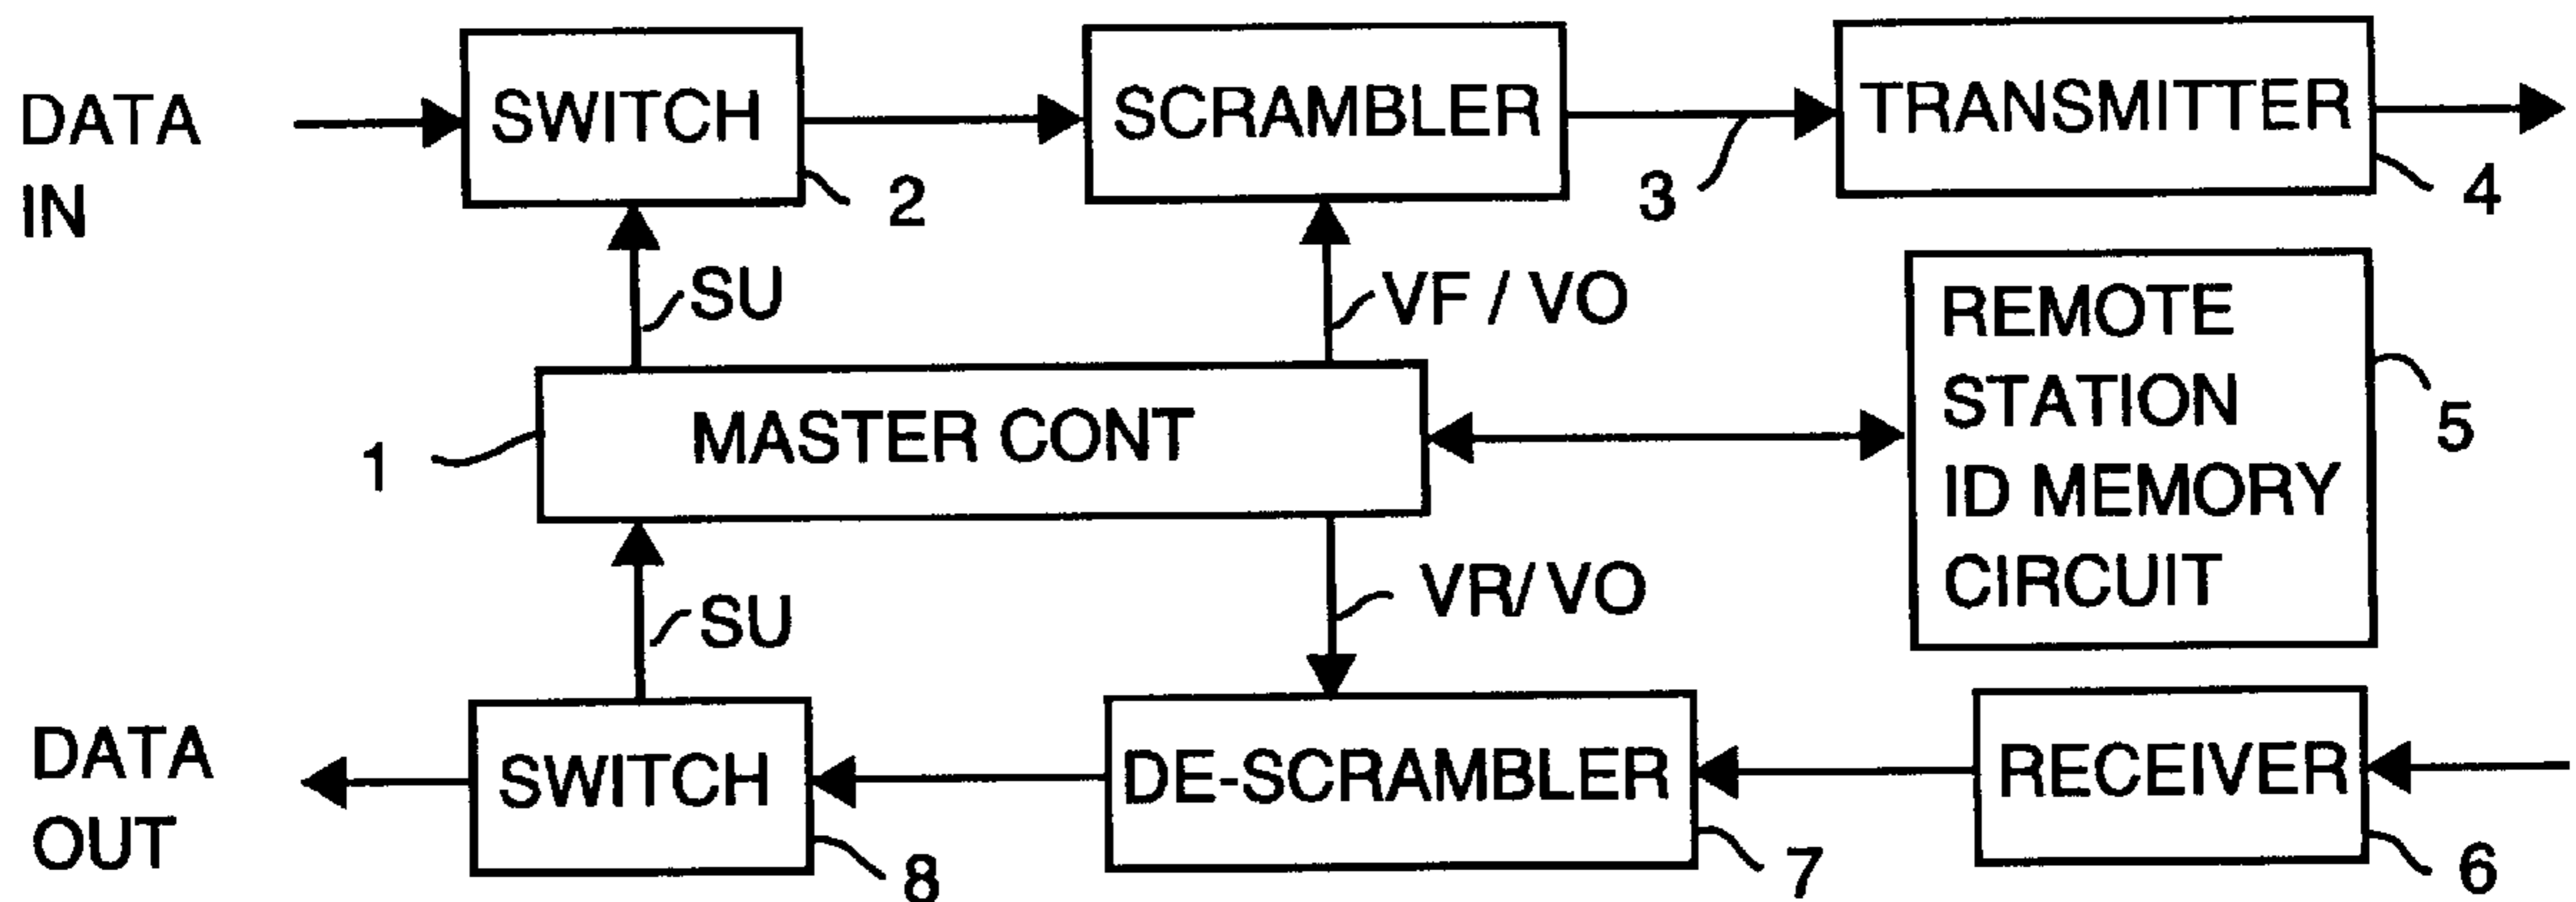 DATA
IN
SWITCH
2
SCRAMBLER
3
TRANSMITTER
4
SU
VF / VO
REMOTE
STATION
ID MEMORY
CIRCUIT
5
1
MASTER CONT
SU
VR/ VO
DATA
OUT
SWITCH
8
DE-SCRAMBLER
7
RECEIVER
6